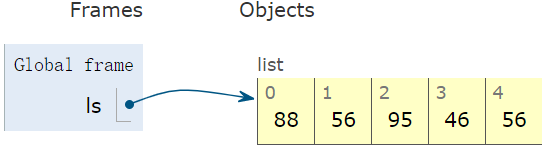 Frames Objects
Global frame
ls
list
0 1 2 3 4
88 56 95 46 56